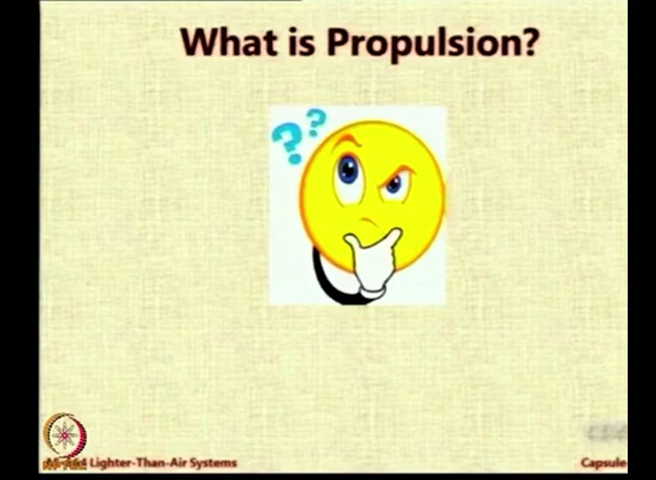 What is Propulsion?
? ?
Lighter-Than-Air Systems
Capsule